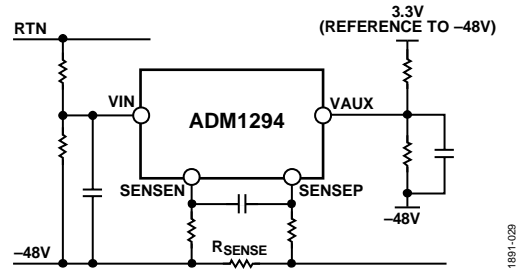 3.3V
(REFERENCE TO –48V)
RTN
VIN
ADM1294
VAUX
SENSEN
SENSEP
–48V
RSENSE
–48V
1891-029